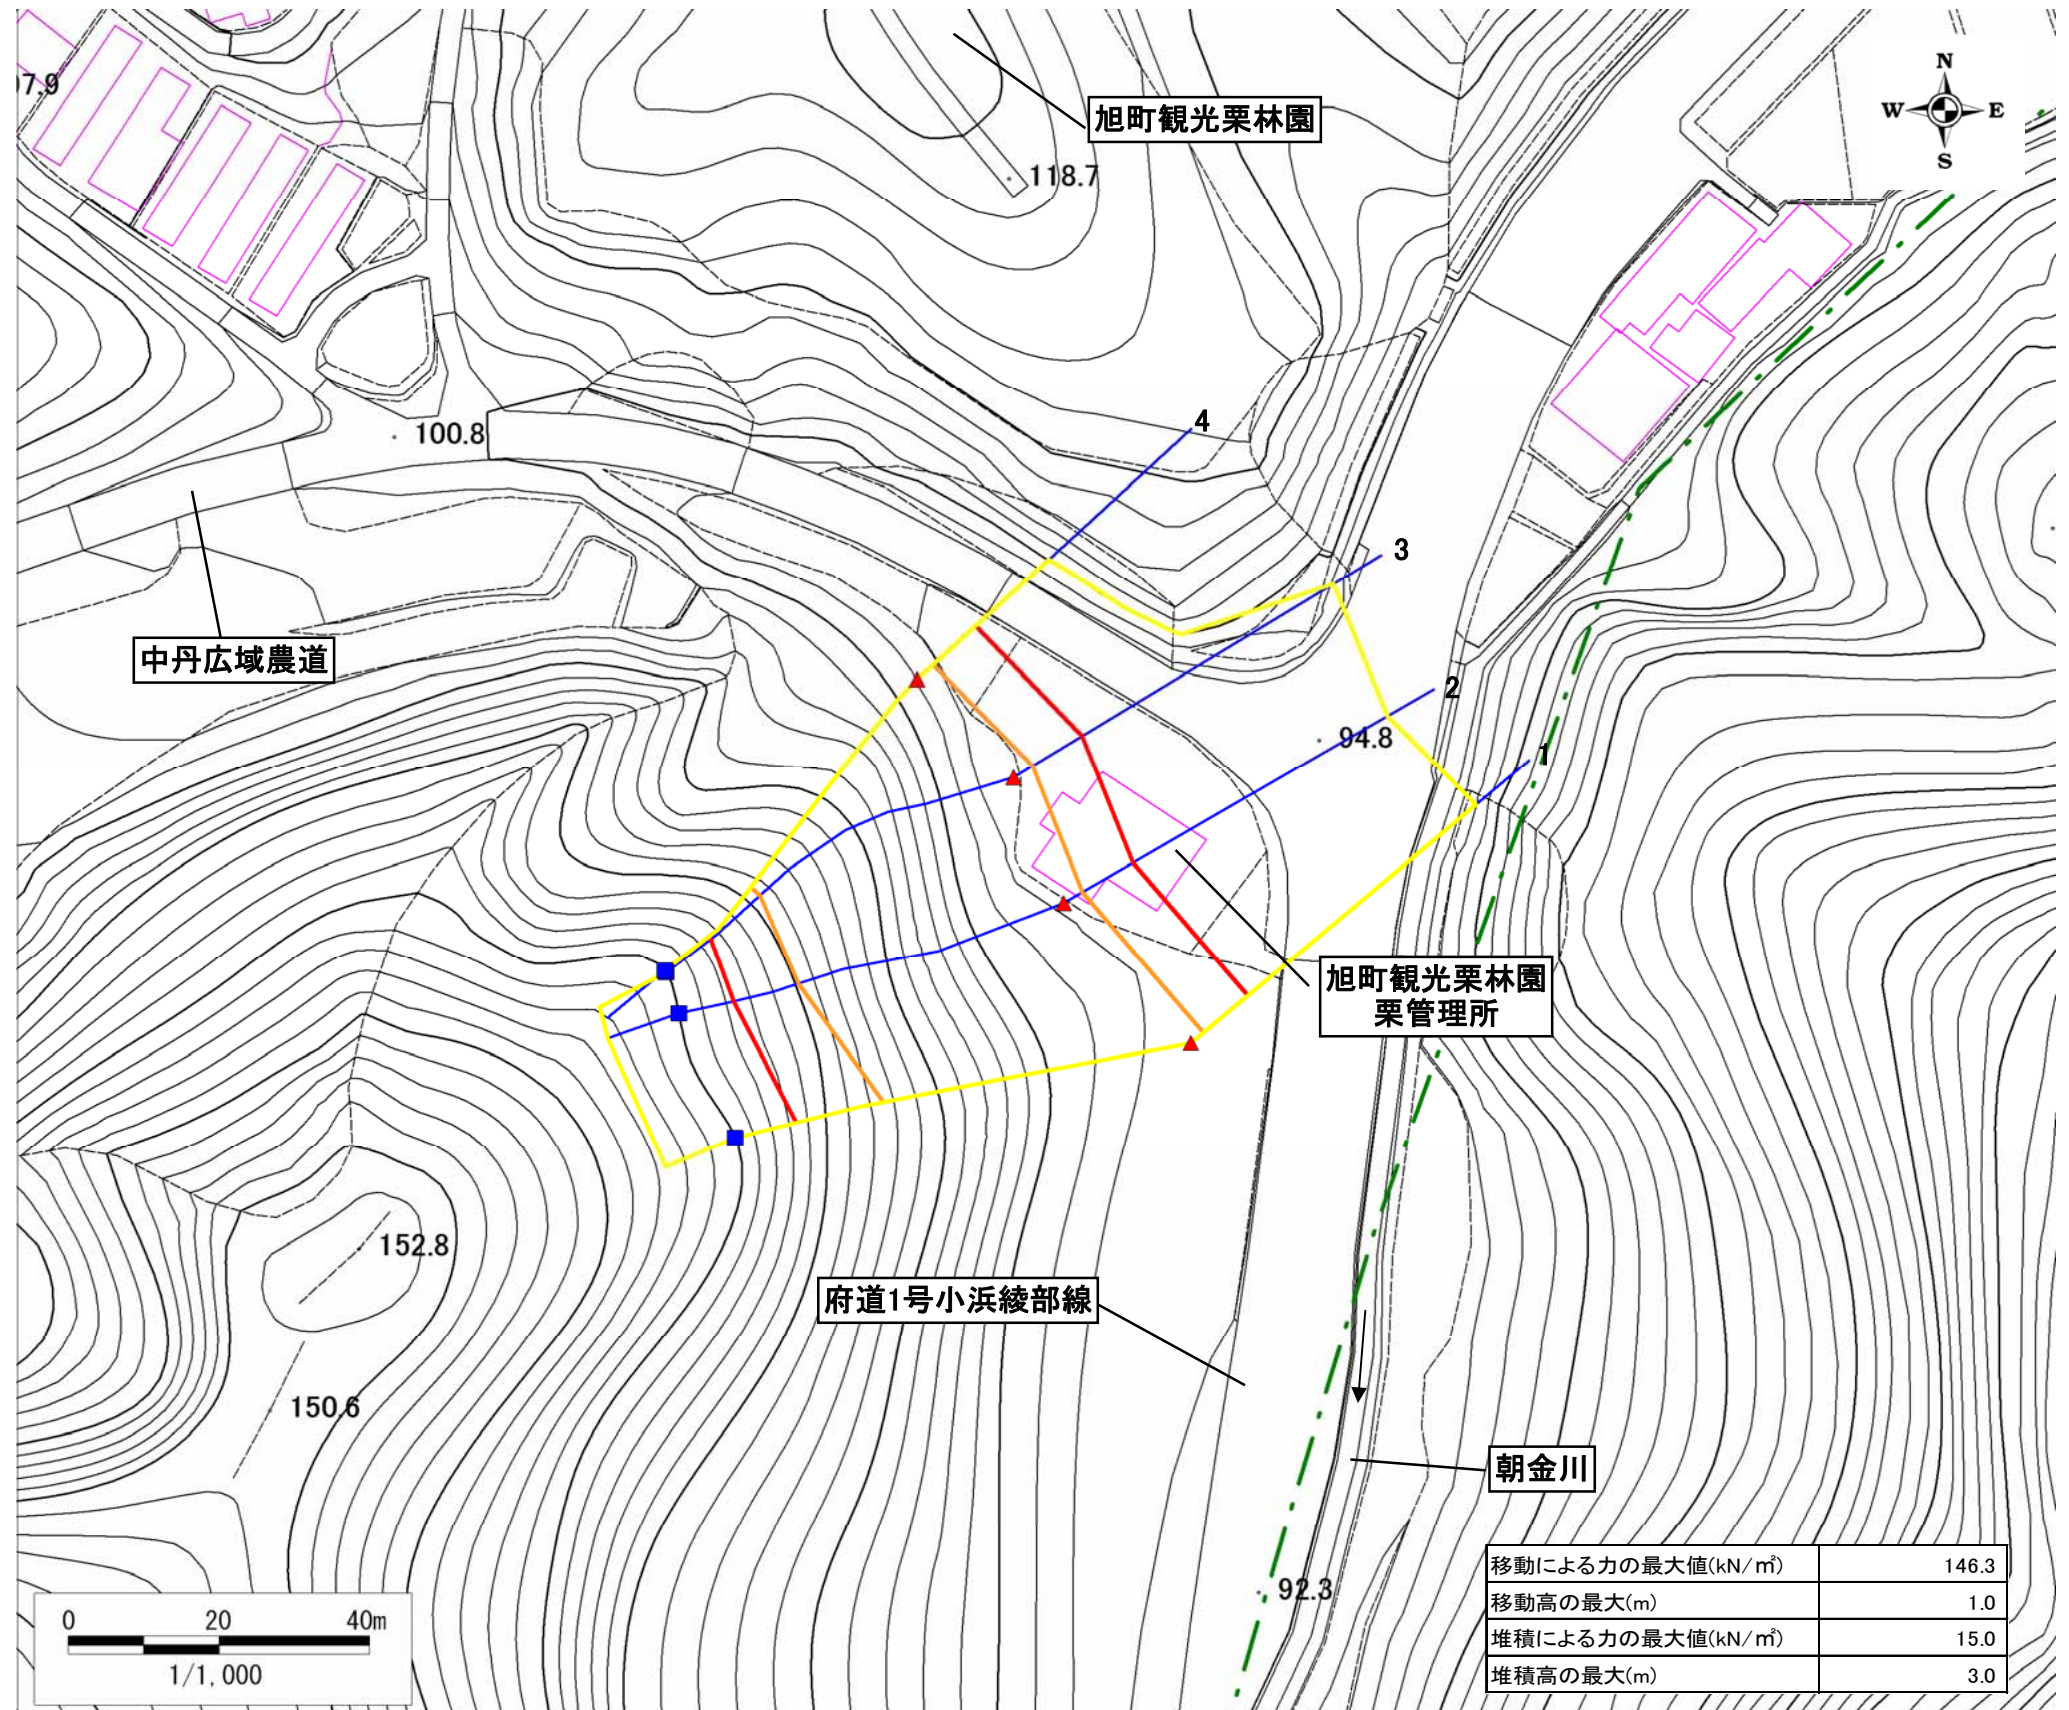 N
W E
S
07.9
旭町観光栗林園
118.7
4
100.8
3
中丹広域農道
2
94.8
1
旭町観光栗林園
栗管理所
152.8
府道1号小浜綾部線
150.6
朝金川
92.3
0 20 40m
1/1,000
移動による力の最大値(kN/㎡) 146.3
移動高の最大(m) 1.0
堆積による力の最大値(kN/㎡) 15.0
堆積高の最大(m) 3.0